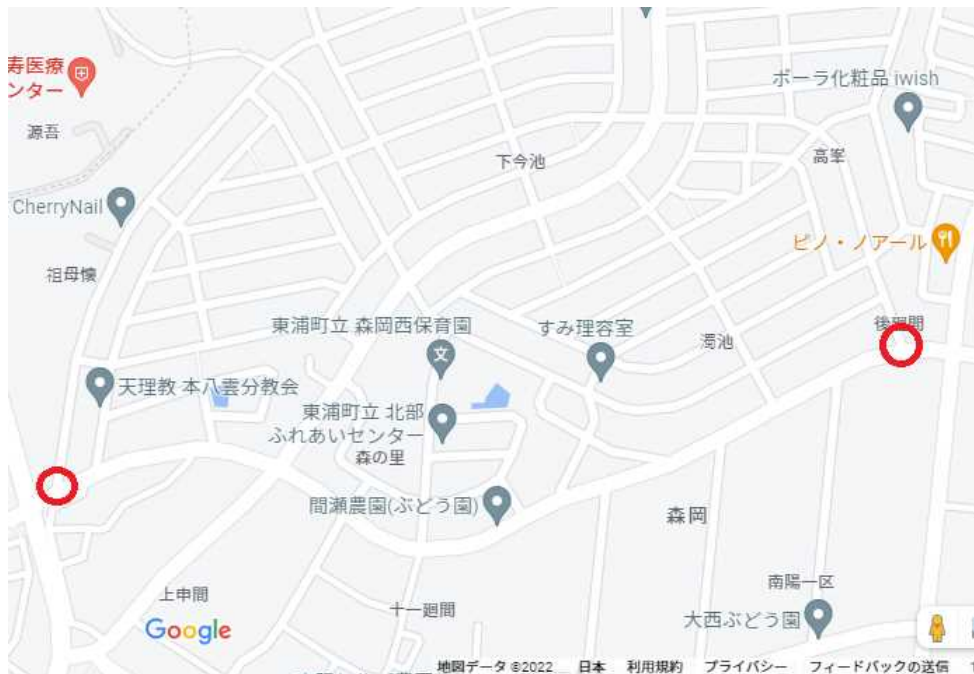 寿医療
ンター
源吾
ポーラ化粧品 iwish
下今池
高峯
CherryNail
ピノ・ノアール
祖母懐
東浦町立 森岡西保育園
すみ理容室
濁池
後廻間
文
天理教 本八雲分教会
東浦町立 北部
ふれあいセンター
森の里
間瀬農園(ぶどう園)
森岡
南陽一区
上申間
十一廻間
大西ぶどう園
Google
地図データ ©2022
日本
利用規約
プライバシー
フィードバックの送信